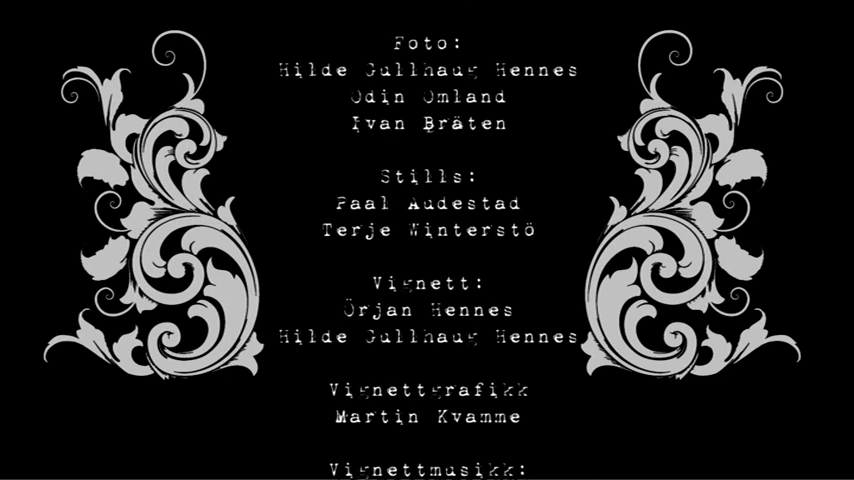 Foto:
Hilde Gullhaug Hennes
Odin Omland
Ivan Bräten
Stills:
Paal Audestad
Terje Winterstö
Vignett:
Örjan Hennes
Hilde Gullhaug Hennes
Vignettgrafikk
Martin Kvamme
Vignettmusikk: